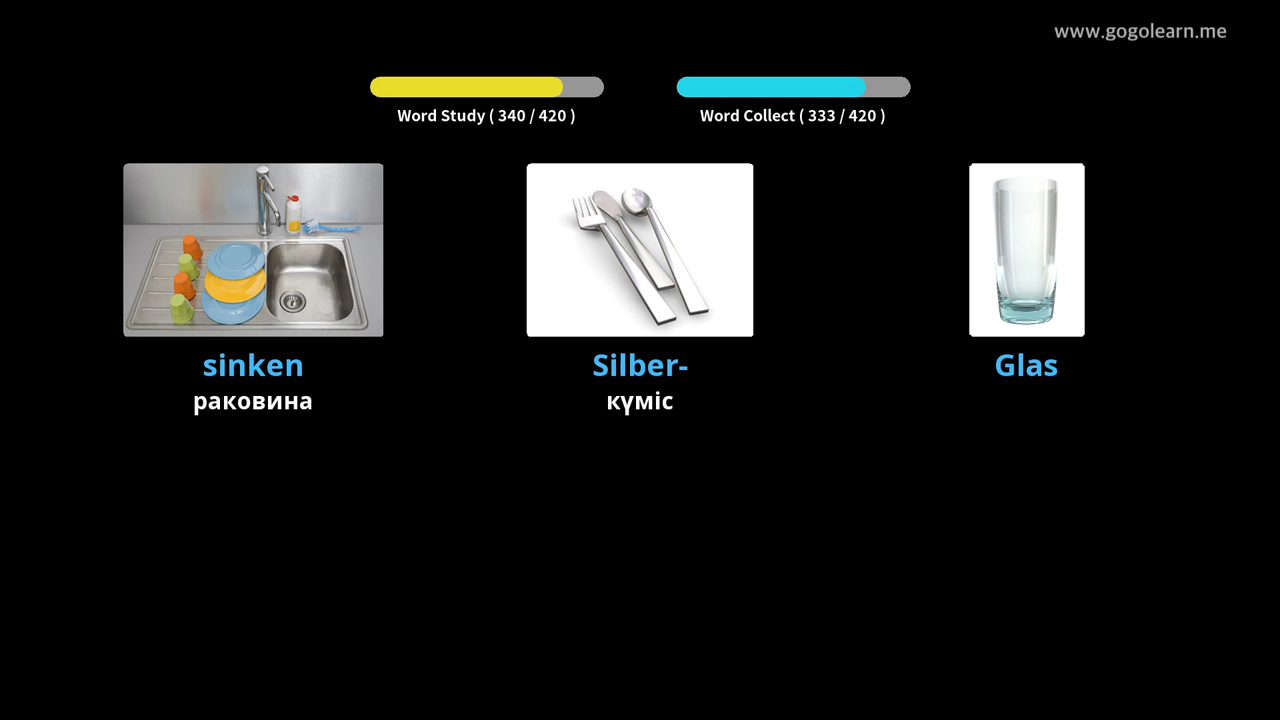 www.gogolearn.me
Word Study ( 340 / 420 )
Word Collect ( 333 / 420 )
sinken
раковина
Silber-
күміс
Glas